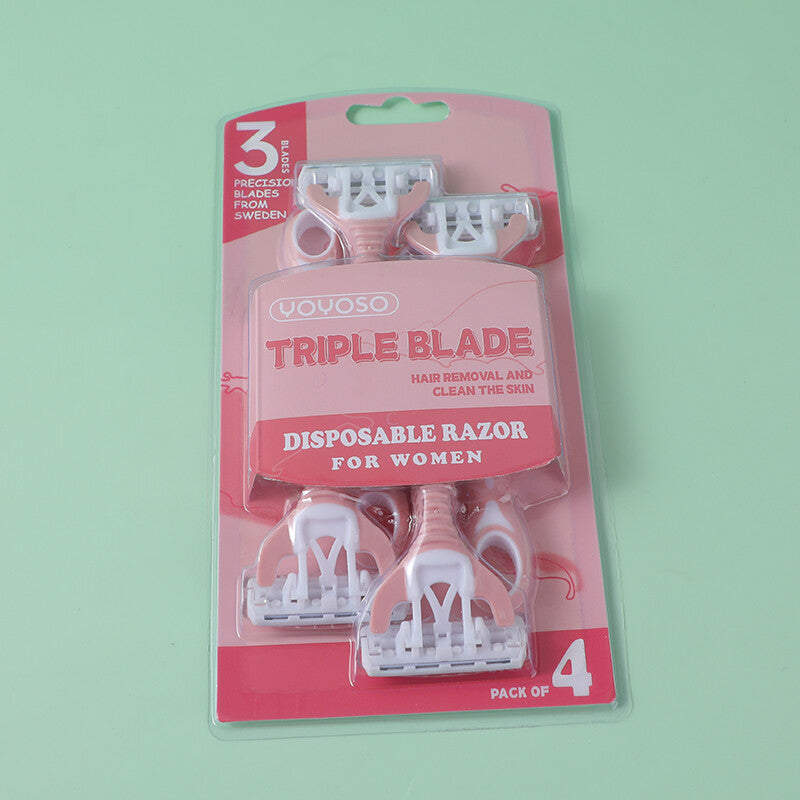 3
BLADES
PRECISION
BLADES
FROM
SWEDEN
YOYOSO
TRIPLE BLADE
HAIR REMOVAL AND
CLEAN THE SKIN
DISPOSABLE RAZOR
FOR WOMEN
PACK OF 4